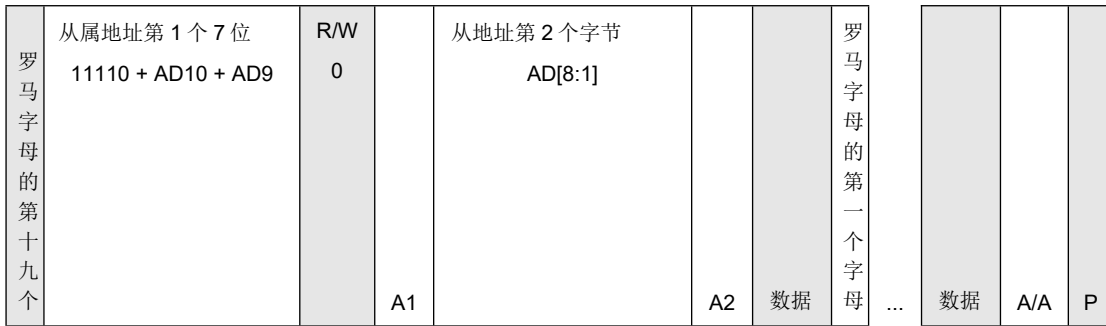 罗马字母的第十九个
从属地址第 1 个 7 位
11110 + AD10 + AD9
R/W
0
A1
从地址第 2 个字节
AD[8:1]
A2
数据
罗马字母的第一个字母
...
数据
A/A
P